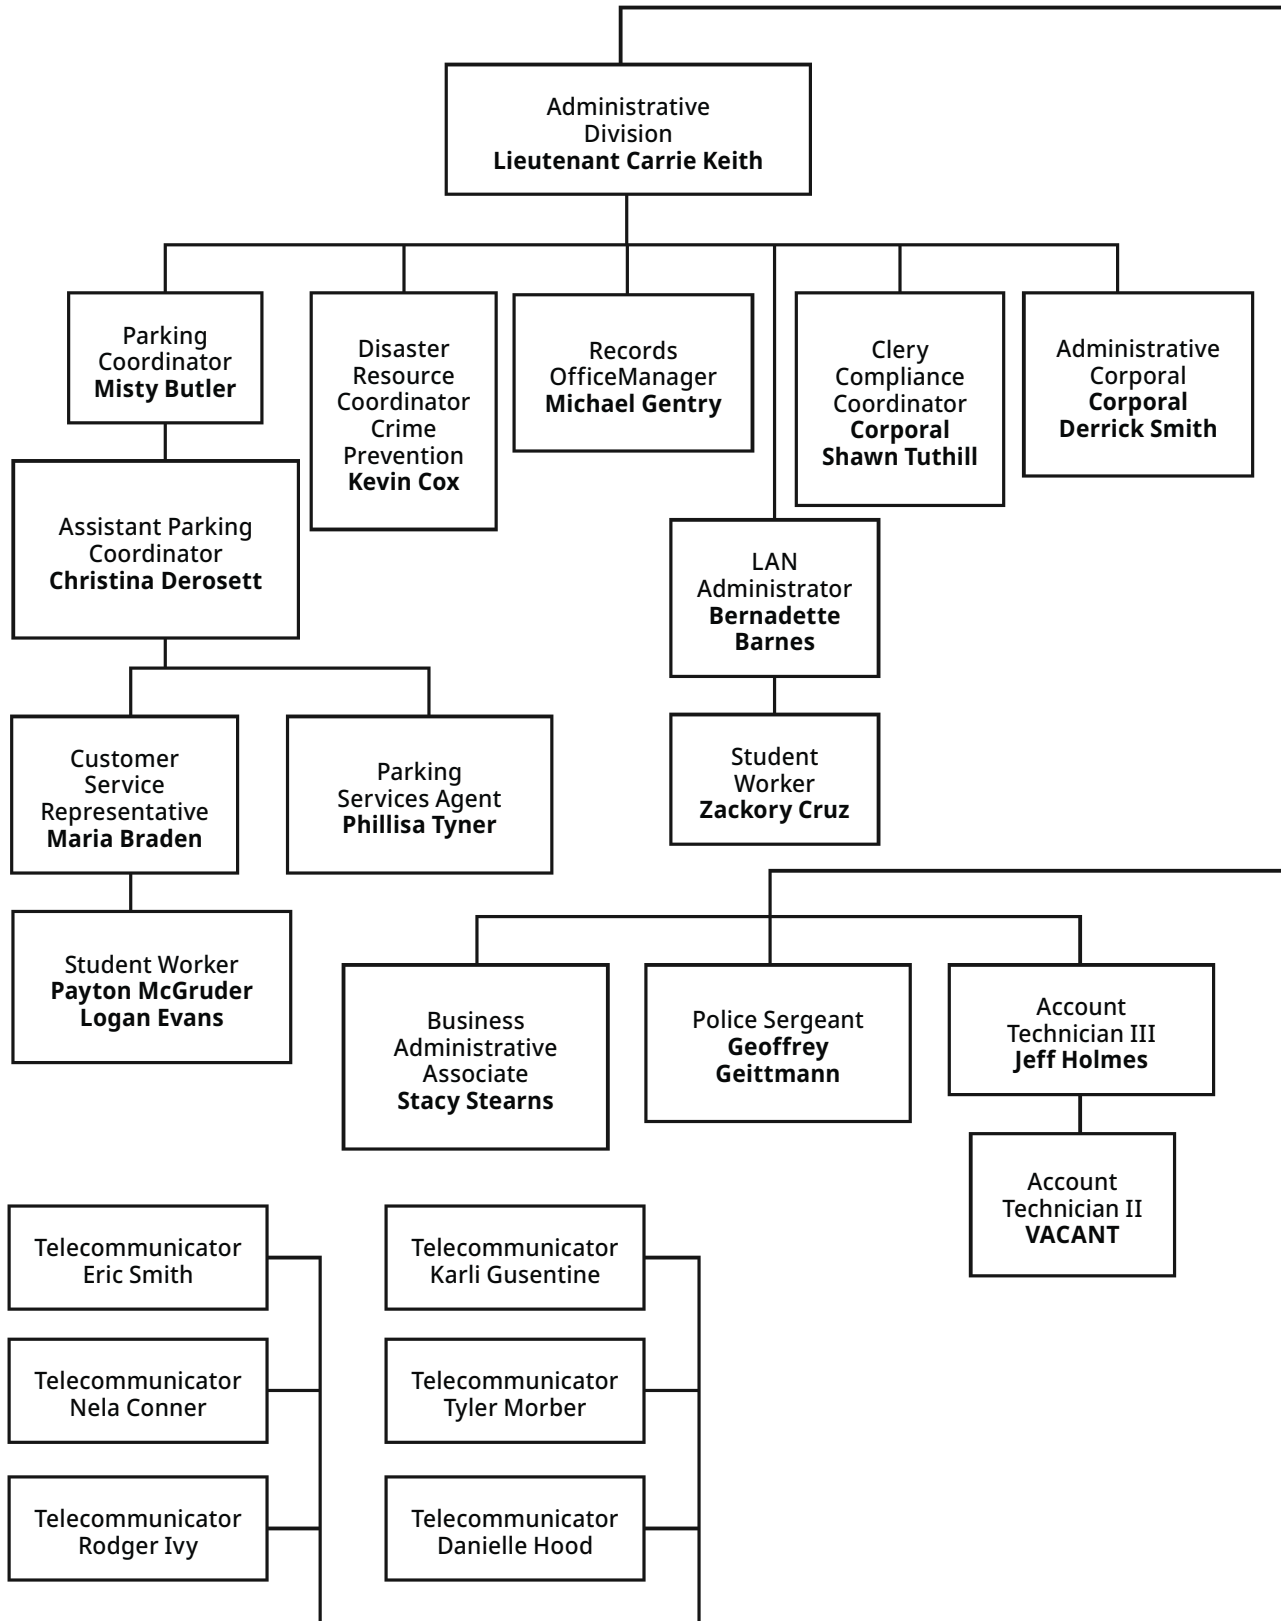 Administrative
Division
Lieutenant Carrie Keith
Parking
Coordinator
Misty Butler
Disaster
Resource
Coordinator
Crime
Prevention
Kevin Cox
Records
OfficeManager
Michael Gentry
Clery
Compliance
Coordinator
Corporal
Shawn Tuthill
Administrative
Corporal
Corporal
Derrick Smith
Assistant Parking
Coordinator
Christina Derosett
LAN
Administrator
Bernadette
Barnes
Customer
Service
Representative
Maria Braden
Parking
Services Agent
Phillisa Tyner
Student
Worker
Zackory Cruz
Student Worker
Payton McGruder
Logan Evans
Business
Administrative
Associate
Stacy Stearns
Police Sergeant
Geoffrey
Geittmann
Account
Technician III
Jeff Holmes
Account
Technician II
VACANT
Telecommunicator
Eric Smith
Telecommunicator
Karli Gusentine
Telecommunicator
Nela Conner
Telecommunicator
Tyler Morber
Telecommunicator
Rodger Ivy
Telecommunicator
Danielle Hood